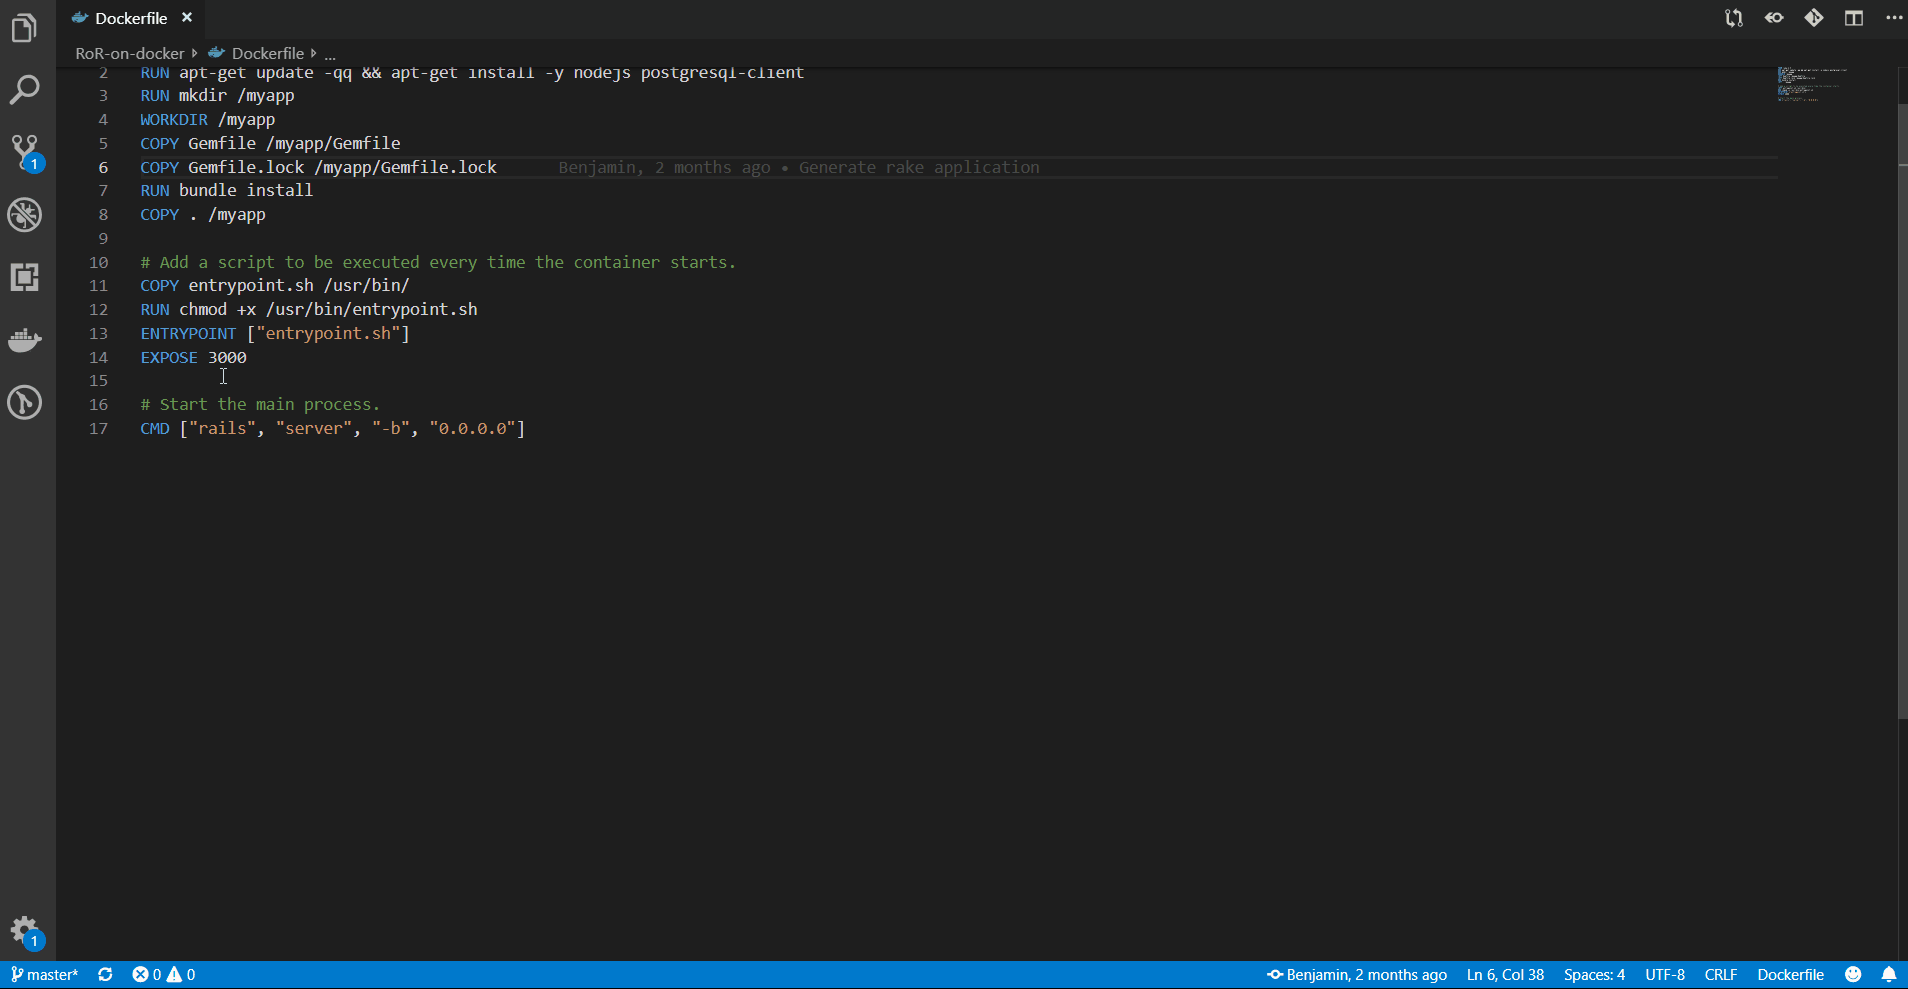 Dockerfile ×
RoR-on-docker Dockerfile ...
2 RUN apt-get update -qq && apt-get install -y nodejs postgresql-client
3 RUN mkdir /myapp
4 WORKDIR /myapp
5 COPY Gemfile /myapp/Gemfile
6 COPY Gemfile.lock /myapp/Gemfile.lock Benjamin, 2 months ago • Generate rake application
7 RUN bundle install
8 COPY . /myapp
9
10 # Add a script to be executed every time the container starts.
11 COPY entrypoint.sh /usr/bin/
12 RUN chmod +x /usr/bin/entrypoint.sh
13 ENTRYPOINT ["entrypoint.sh"]
14 EXPOSE 3000
15
16 # Start the main process.
17 CMD ["rails", "server", "-b", "0.0.0.0"]
1
1
master* 0 0 Benjamin, 2 months ago Ln 6, Col 38 Spaces: 4 UTF-8 CRLF Dockerfile